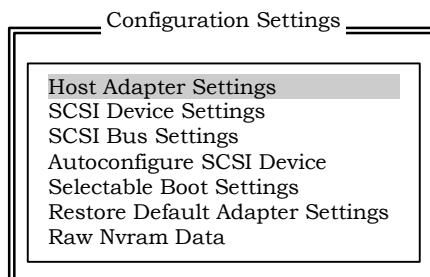 Configuration Settings
Host Adapter Settings
SCSI Device Settings
SCSI Bus Settings
Autoconfigure SCSI Device
Selectable Boot Settings
Restore Default Adapter Settings
Raw Nvram Data